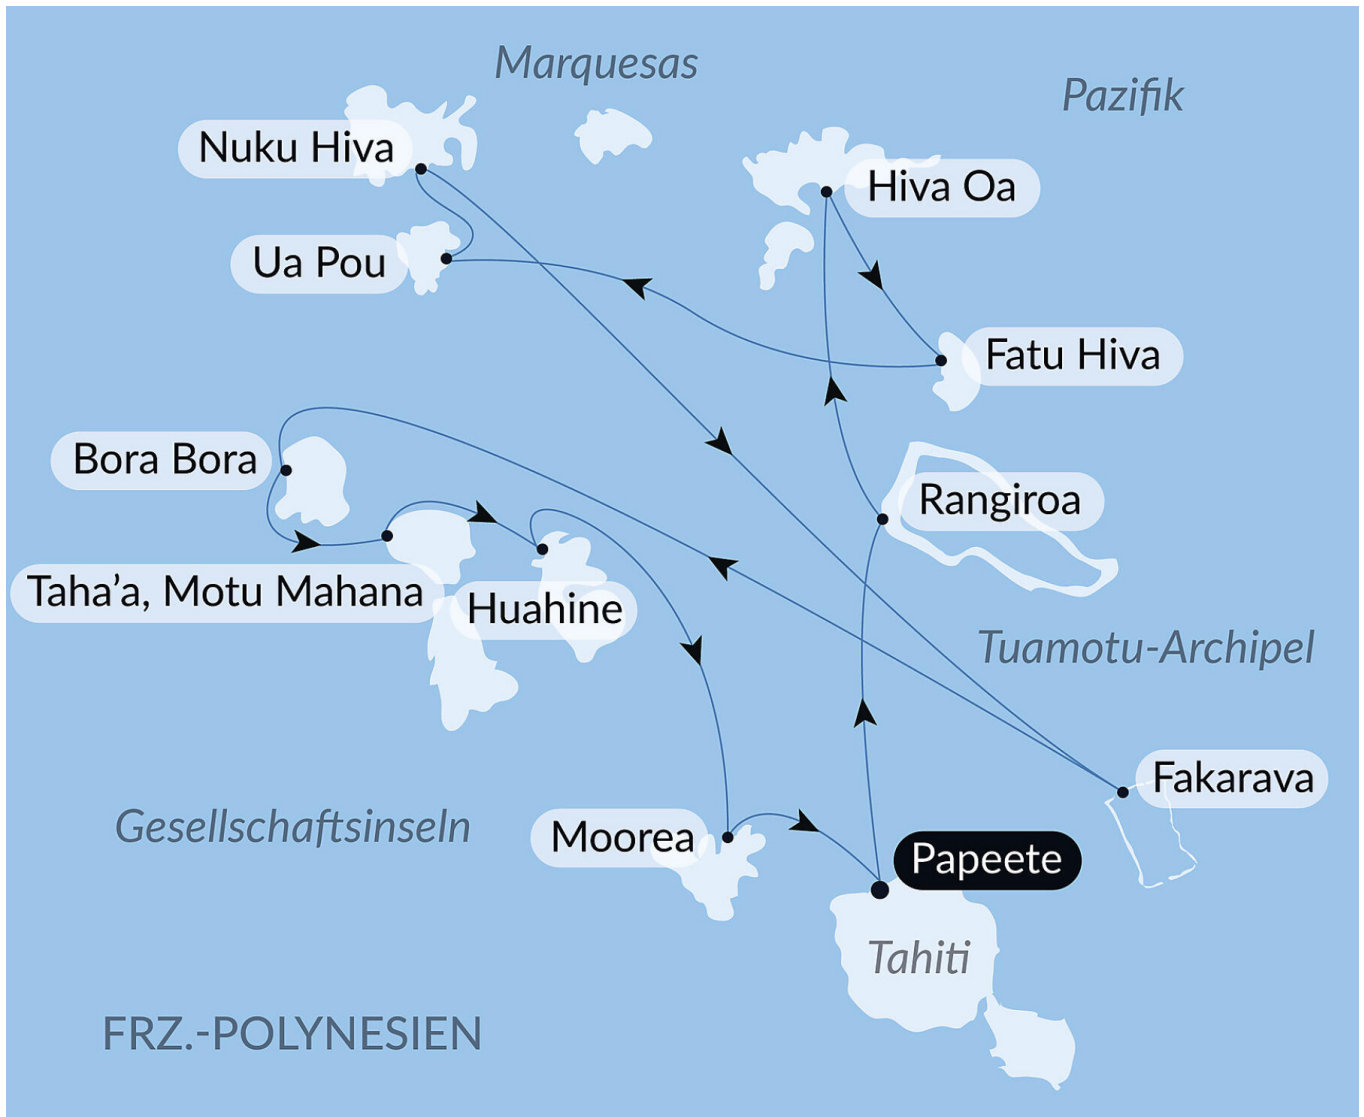 Marquesas
Pazifik
Nuku Hiva
Hiva Oa
Ua Pou
Fatu Hiva
Bora Bora
Rangiroa
Taha’a, Motu Mahana
Huahine
Tuamotu-Archipel
Fakarava
Gesellschaftsinseln
Moorea
Papeete
Tahiti
FRZ.-POLYNESIEN